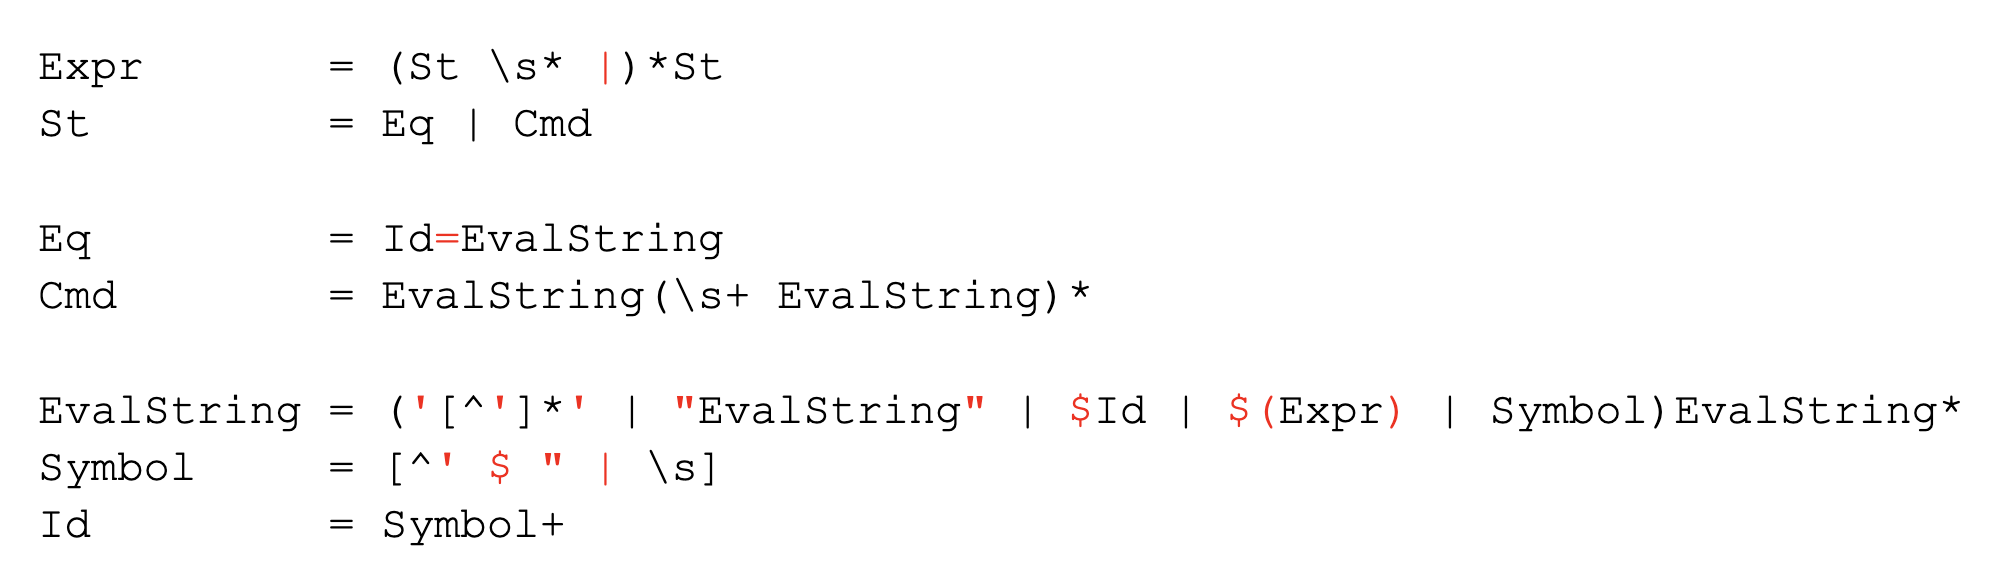 Expr = (St \s* |)*St
St = Eq | Cmd
Eq = Id=EvalString
Cmd = EvalString(\s+ EvalString)*
EvalString = ('[^']*' | "EvalString" | $Id | $(Expr) | Symbol)EvalString*
Symbol = [^' $ " | \s]
Id = Symbol+